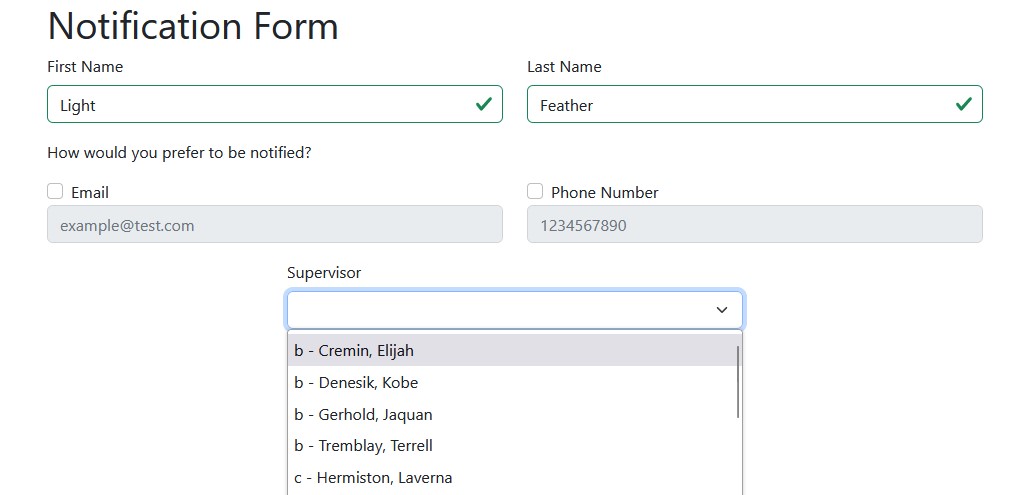 Notification Form
First Name Last Name
Light Feather
How would you prefer to be notified?
Email Phone Number
example@test.com 1234567890
Supervisor
b - Cremin, Elijah
b - Denesik, Kobe
b - Gerhold, Jaquan
b - Tremblay, Terrell
c - Hermiston, Laverna